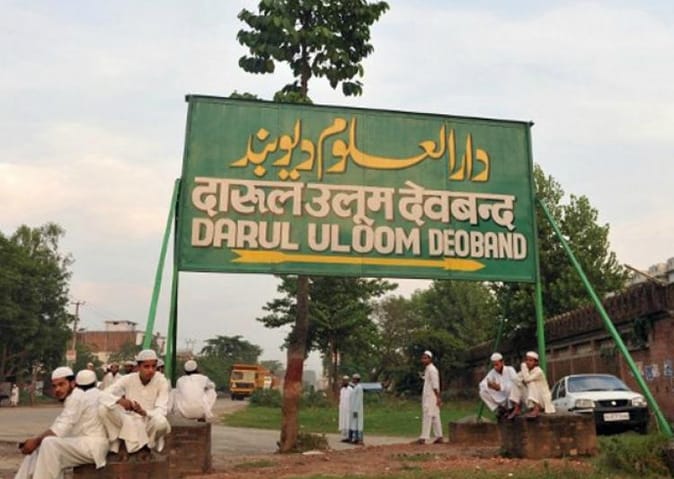 دارالعلوم دیوبند
दारूल उलूम देवबन्द
DARUL ULOOM DEOBAND